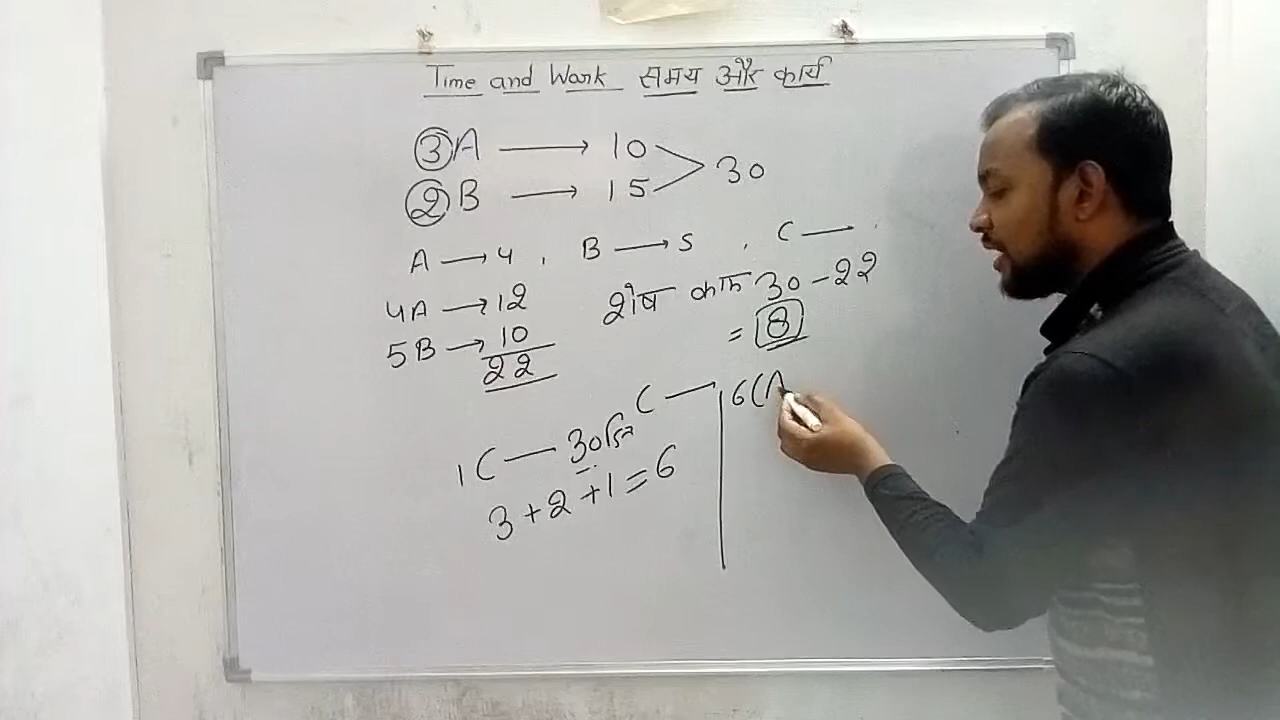 Time and Work समय और कार्य
③A → 10
30
②B → 15
A → 4 , B → 5 , C —
4A → 12
शेष काम 30 - 22
5B → 10
= 8
22
C —
6(A
1C — 30 दिन
3 + 2 + 1 = 6